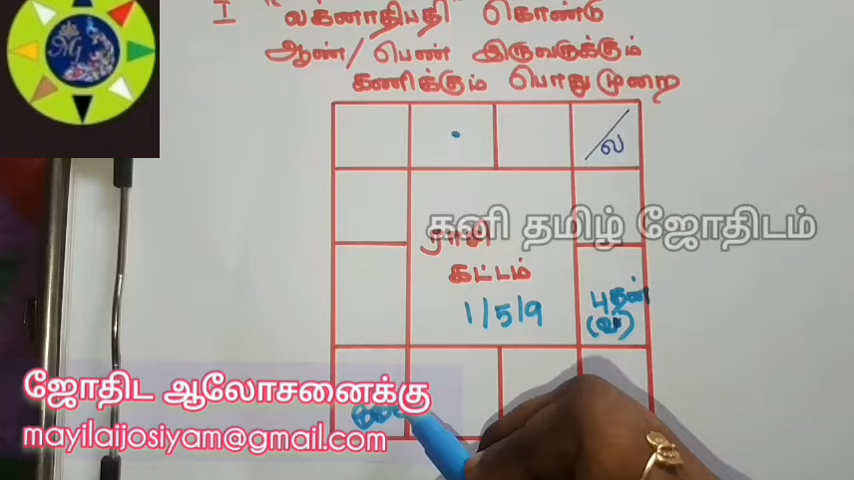 I
லக்னாதிபதி கொண்டு
ஆண்/பெண் இருவருக்கும்
கணிக்கும் பொதுமுறை
ல
கனி தமிழ் ஜோதிடம்
ராசி
கட்டம்
1/5/9
புதன்
(வ)
ஜோதிட ஆலோசனைக்கு
mayilaijosiyam@gmail.com